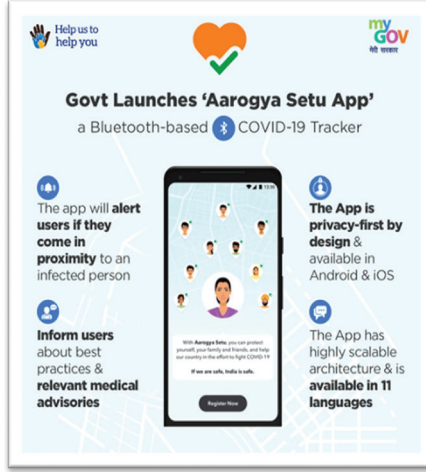 Help us to
help you
my
GOV
मेरी सरकार
Govt Launches 'Aarogya Setu App'
a Bluetooth-based COVID-19 Tracker
The app will alert
users if they
come in
proximity to an
infected person
Inform users
about best
practices &
relevant medical
advisories
12:30
With Aarogya Setu, you can protect
yourself, your family and friends, and help
our country in the effort to fight COVID-19
If we are safe, India is safe.
Register Now
The App is
privacy-first by
design &
available in
Android & iOS
The App has
highly scalable
architecture & is
available in 11
languages